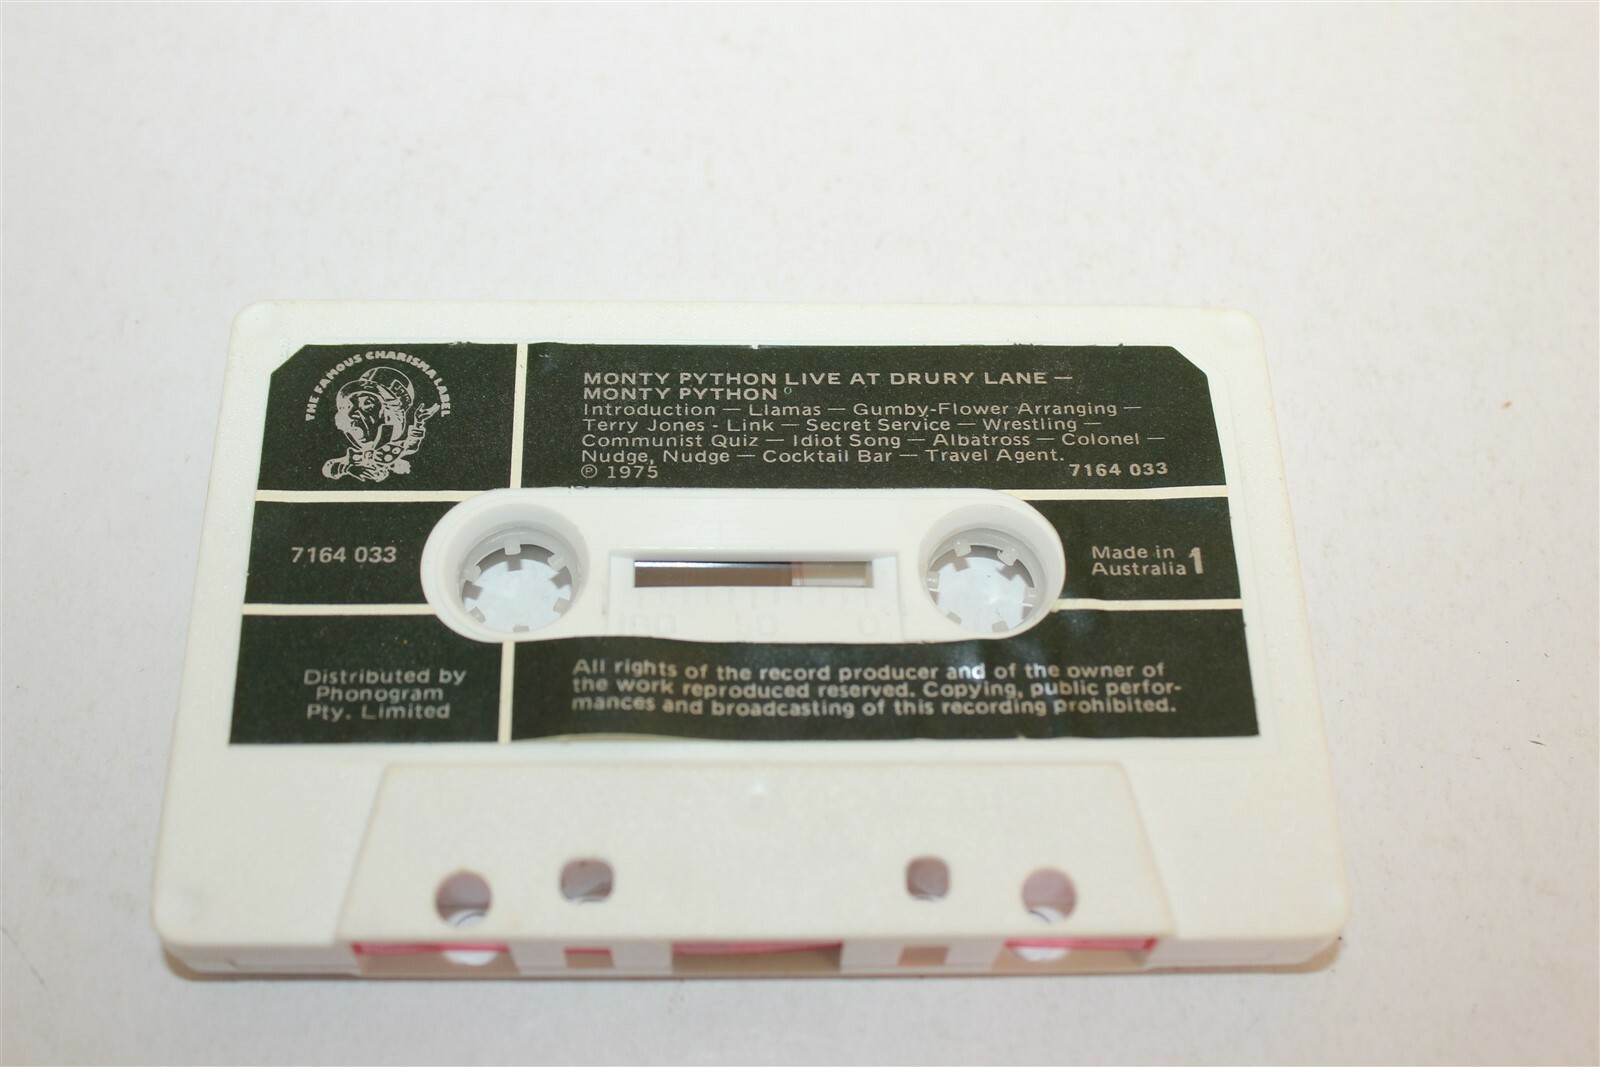 THE FAMOUS CHARISMA LABEL
MONTY PYTHON LIVE AT DRURY LANE —
MONTY PYTHON
Introduction — Llamas — Gumby-Flower Arranging —
Terry Jones - Link — Secret Service — Wrestling —
Communist Quiz — Idiot Song — Albatross — Colonel —
Nudge, Nudge — Cocktail Bar — Travel Agent.
℗ 1975
7164 033
7164 033
Made in
Australia 1
100 50 0
Distributed by
Phonogram
Pty. Limited
All rights of the record producer and of the owner of
the work reproduced reserved. Copying, public perfor-
mances and broadcasting of this recording prohibited.